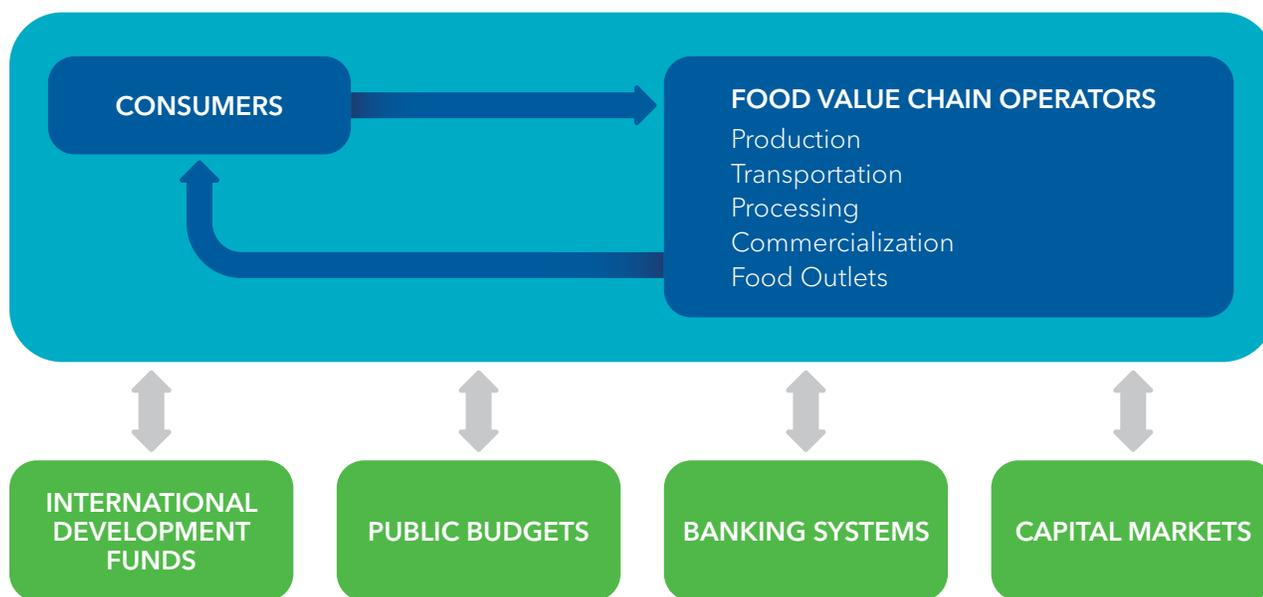 CONSUMERS
FOOD VALUE CHAIN OPERATORS
Production
Transportation
Processing
Commercialization
Food Outlets
INTERNATIONAL
DEVELOPMENT
FUNDS
PUBLIC BUDGETS
BANKING SYSTEMS
CAPITAL MARKETS